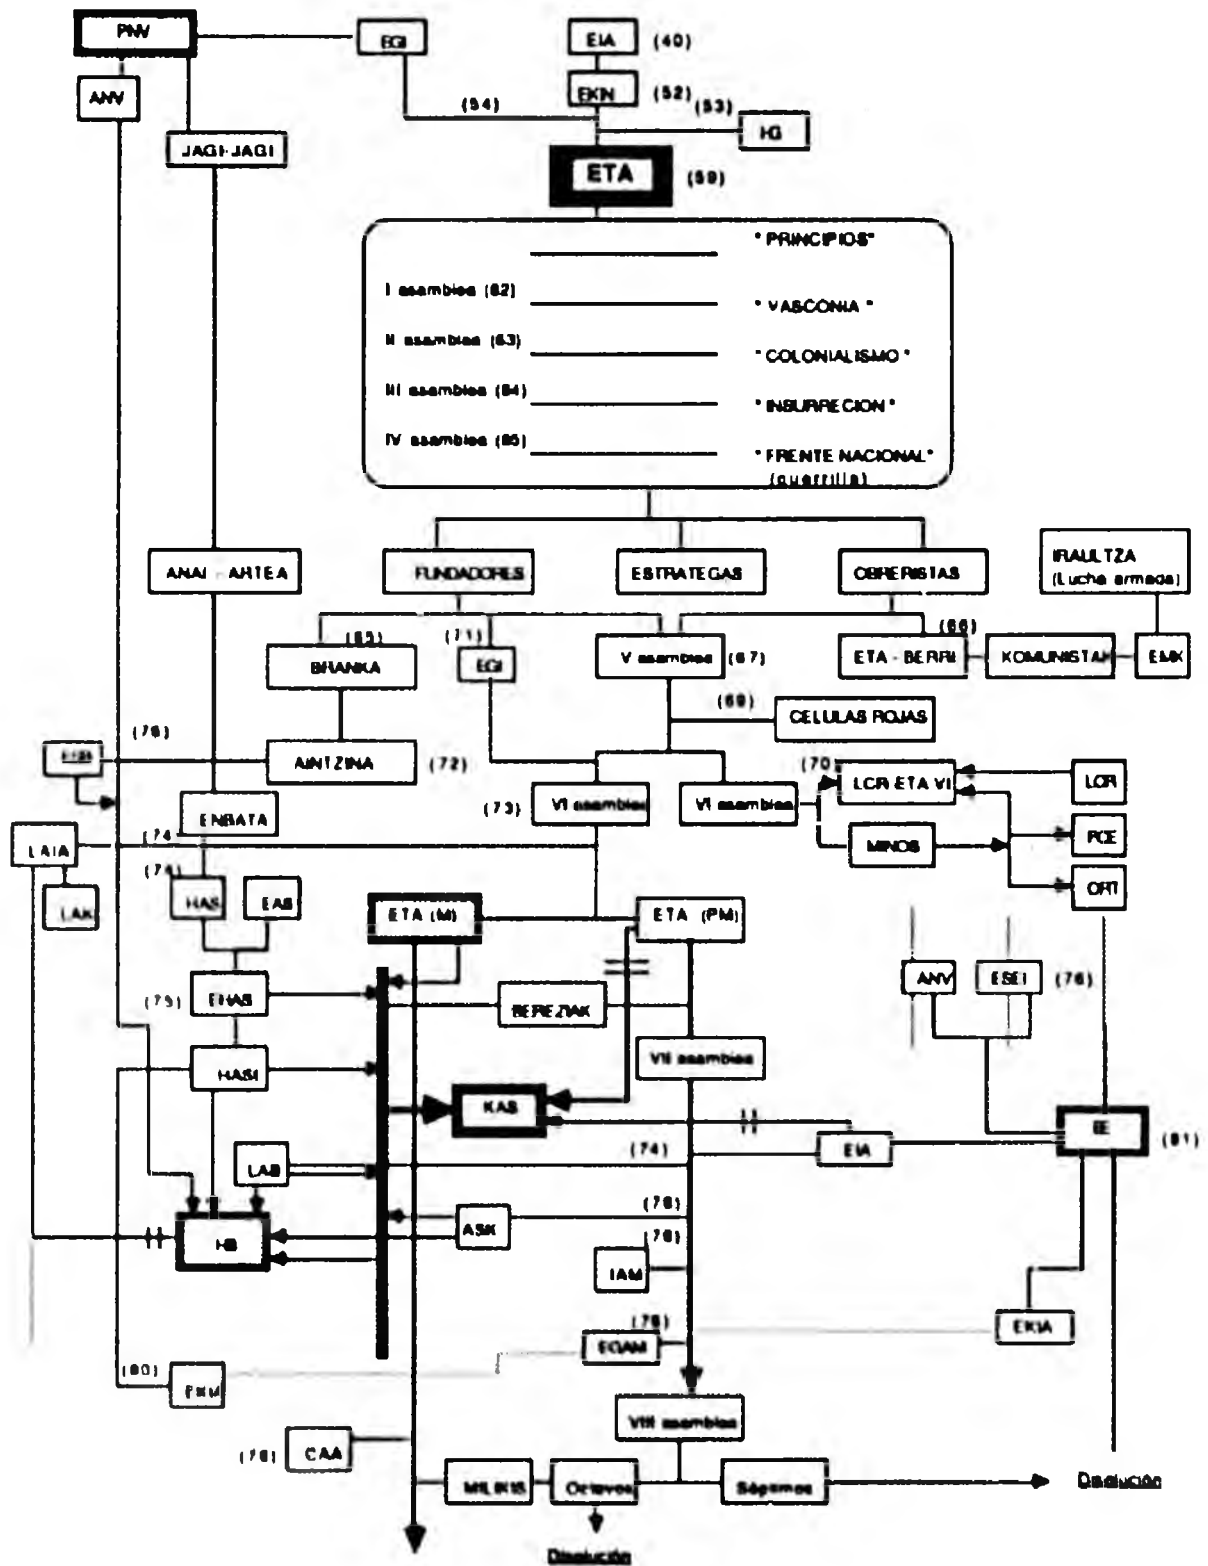 PNV
EGI
EIA (40)
ANV
EKIN (52)
(54)
(53)
HG
JAGI-JAGI
ETA (59)
" PRINCIPIOS"
I asamblea (62)
" VASCONIA "
II asamblea (63)
" COLONIALISMO "
III asamblea (64)
" INSURRECION "
IV asamblea (65)
" FRENTE NACIONAL"
(guerrilla)
ANAI - ARTEA
FUNDADORES
ESTRATEGAS
OBRERISTAS
IRAULTZA
(Lucha armada)
(65)
(71)
(66)
BRANKA
EGI
V asamblea (67)
ETA - BERRI
KOMUNISTAK
EMK
(69)
CELULAS ROJAS
(76)
AINTZINA (72)
(70)
LCR-ETA VI
LCR
ENBATA
(73)
VI asamblea
VI asamblea
LAIA
(74
MINOS
PCE
(74)
HAS
EAS
LAK
ETA (M)
ETA (PM)
ORT
(75)
EHAS
BEREZIAK
ANV
ESEI (76)
HASI
VII asamblea
KAS
EE (81)
LAB
(74)
EIA
(76)
ASK
HB
(76)
IAM
(78)
EKIA
EGAM
(80)
EKIA
VIII asamblea
(78) CAA
MILIKIS
Octavos
Séptimos
Disolución
Disolución